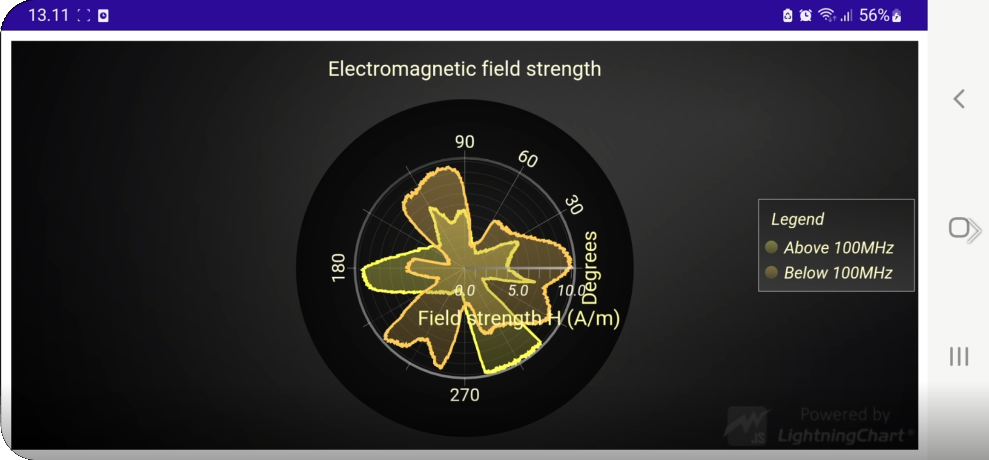 13.11
56%
Electromagnetic field strength
90
60
30
180
Degrees
0.0 5.0 10.0
Field strength H (A/m)
270
Legend
Above 100MHz
Below 100MHz
JS
Powered by
LightningChart®